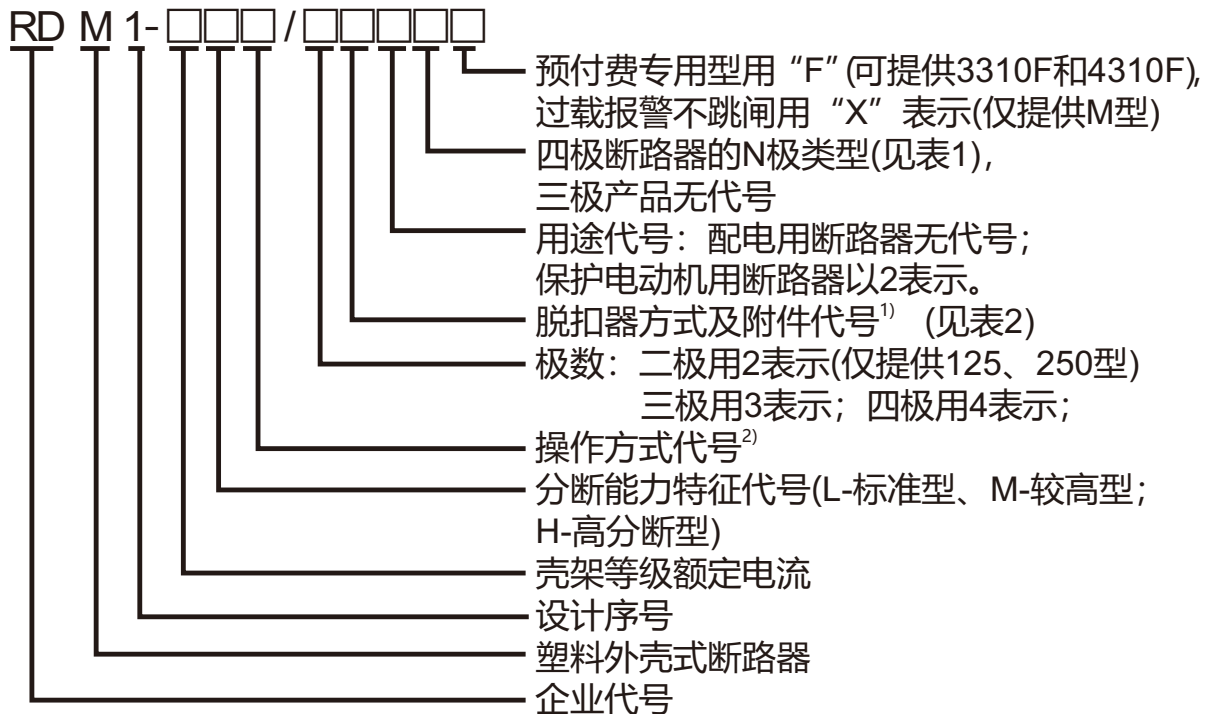 RD M 1-□□□/□□□□□
预付费专用型用“F”(可提供3310F和4310F),
过载报警不跳闸用“X”表示(仅提供M型)
四极断路器的N极类型(见表1),
三极产品无代号
用途代号：配电用断路器无代号；
保护电动机用断路器以2表示。
脱扣器方式及附件代号1) (见表2)
极数：二极用2表示(仅提供125、250型)
三极用3表示；四极用4表示；
操作方式代号2)
分断能力特征代号(L-标准型、M-较高型；
H-高分断型)
壳架等级额定电流
设计序号
塑料外壳式断路器
企业代号